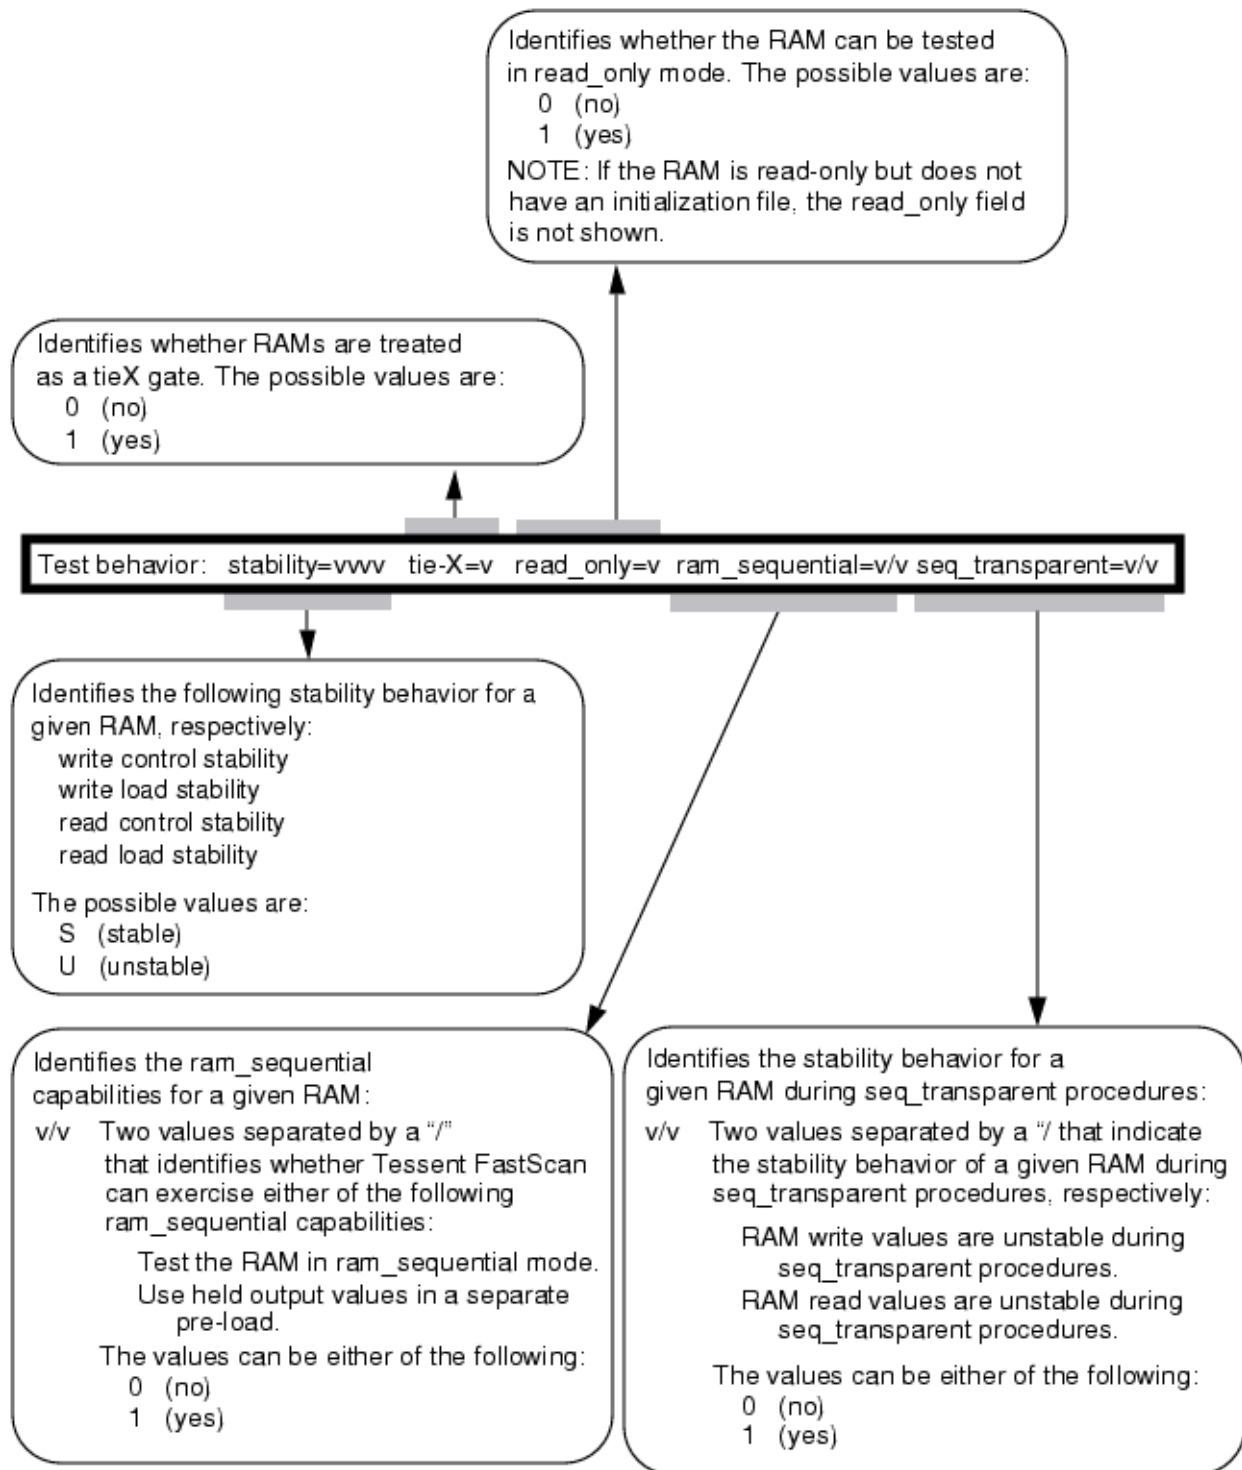 Identifies whether the RAM can be tested
in read_only mode. The possible values are:
0 (no)
1 (yes)
NOTE: If the RAM is read-only but does not
have an initialization file, the read_only field
is not shown.
Identifies whether RAMs are treated
as a tieX gate. The possible values are:
0 (no)
1 (yes)
Test behavior: stability=vvvv tie-X=v read_only=v ram_sequential=v/v seq_transparent=v/v
Identifies the following stability behavior for a
given RAM, respectively:
write control stability
write load stability
read control stability
read load stability
The possible values are:
S (stable)
U (unstable)
Identifies the ram_sequential
capabilities for a given RAM:
v/v Two values separated by a “/”
that identifies whether Tessent FastScan
can exercise either of the following
ram_sequential capabilities:
Test the RAM in ram_sequential mode.
Use held output values in a separate
pre-load.
The values can be either of the following:
0 (no)
1 (yes)
Identifies the stability behavior for a
given RAM during seq_transparent procedures:
v/v Two values separated by a “/ that indicate
the stability behavior of a given RAM during
seq_transparent procedures, respectively:
RAM write values are unstable during
seq_transparent procedures.
RAM read values are unstable during
seq_transparent procedures.
The values can be either of the following:
0 (no)
1 (yes)